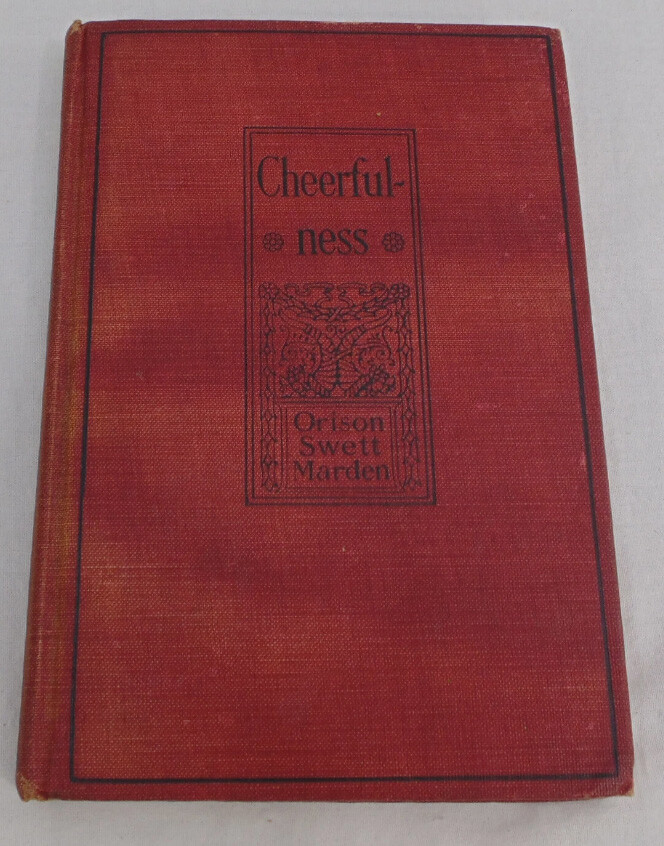 Cheerful-
ness
Orison
Swett
Marden